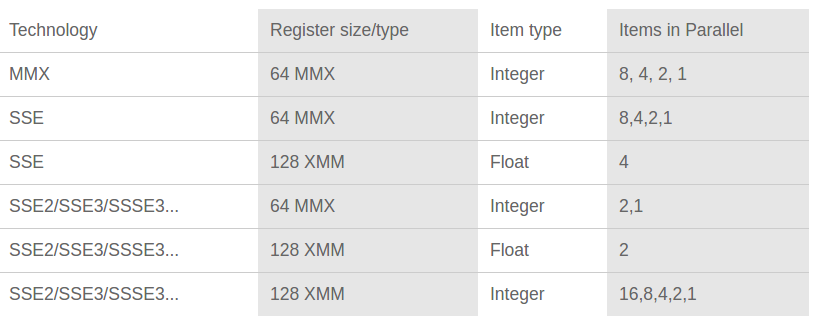 Technology Register size/type Item type Items in Parallel
MMX 64 MMX Integer 8, 4, 2, 1
SSE 64 MMX Integer 8,4,2,1
SSE 128 XMM Float 4
SSE2/SSE3/SSSE3... 64 MMX Integer 2,1
SSE2/SSE3/SSSE3... 128 XMM Float 2
SSE2/SSE3/SSSE3... 128 XMM Integer 16,8,4,2,1